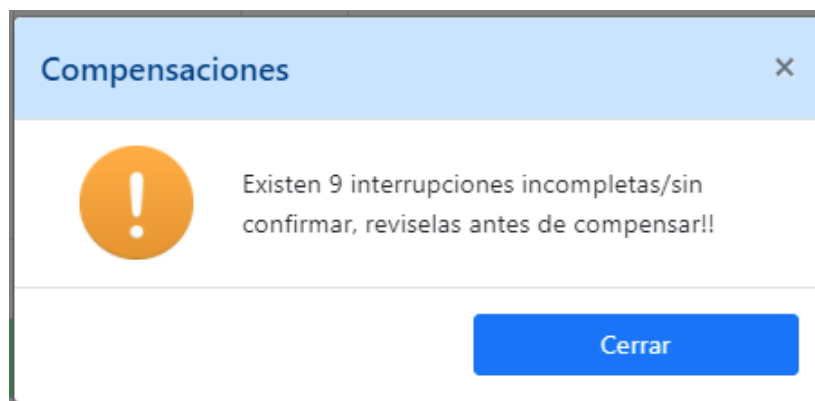 Compensaciones
×
Existen 9 interrupciones incompletas/sin
confirmar, reviselas antes de compensar!!
Cerrar